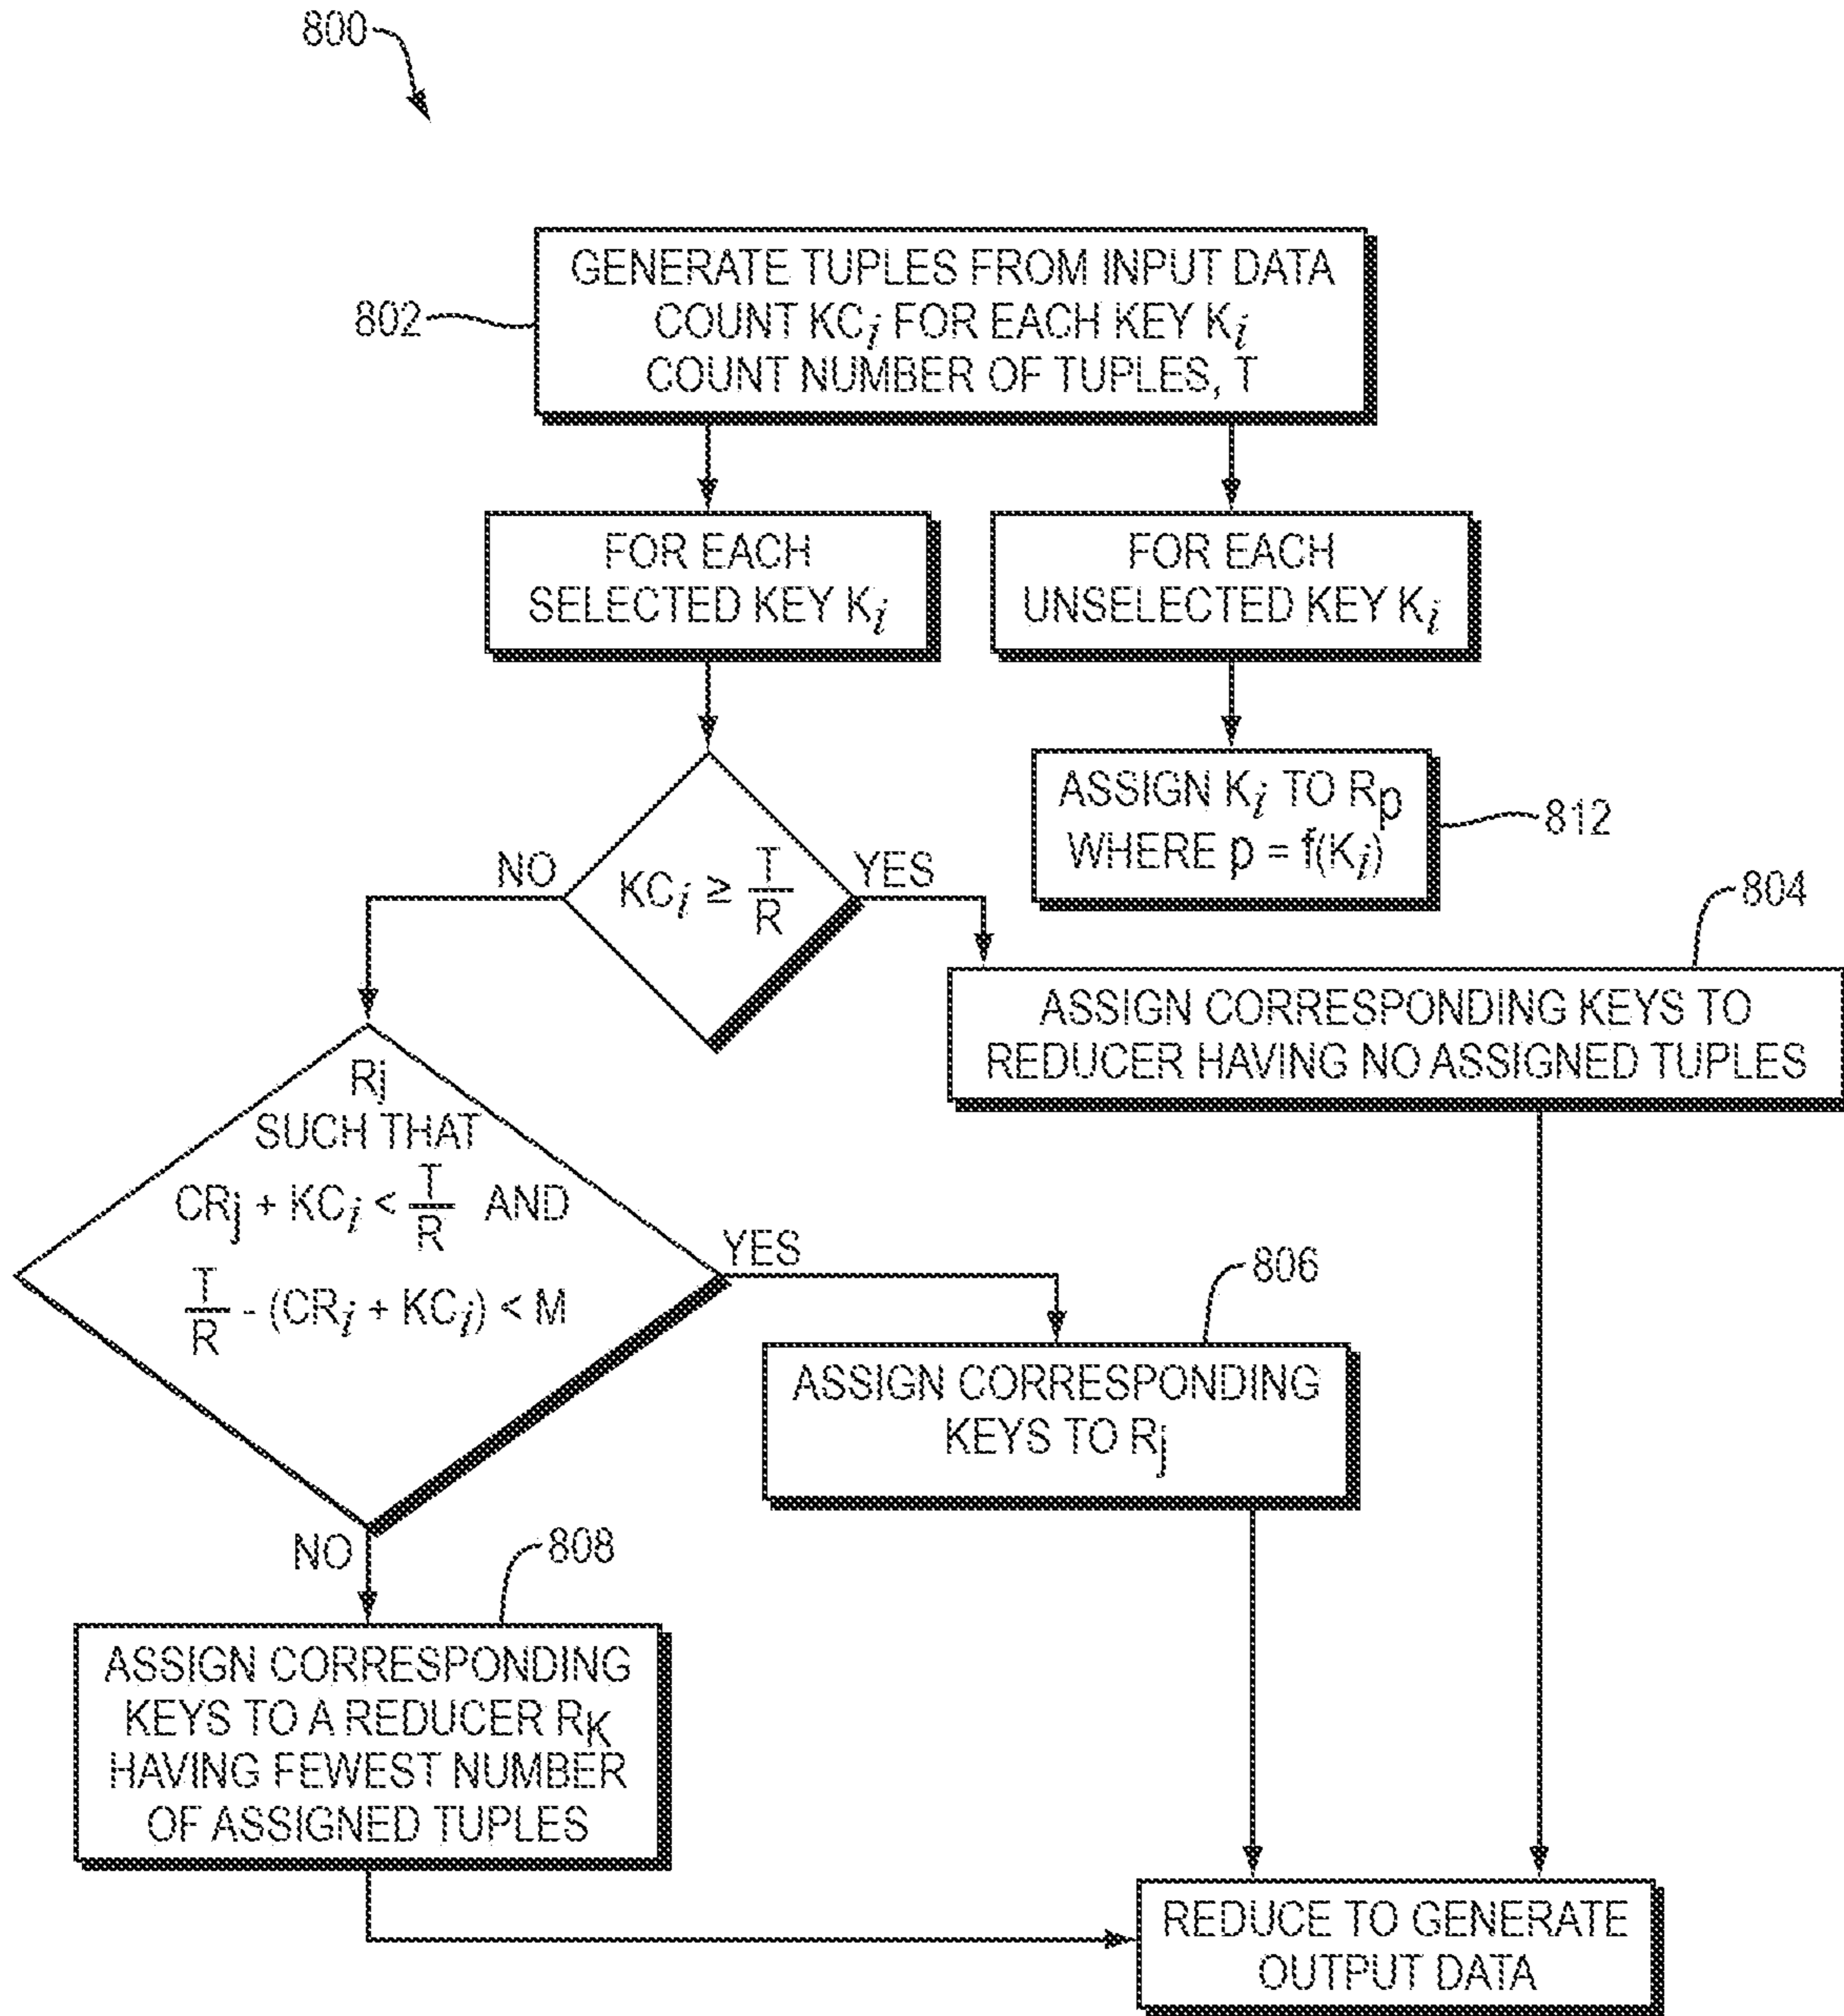 800
802
GENERATE TUPLES FROM INPUT DATA
COUNT KCi FOR EACH KEY Ki
COUNT NUMBER OF TUPLES, T
FOR EACH
SELECTED KEY Ki
FOR EACH
UNSELECTED KEY Ki
ASSIGN Ki TO Rp
WHERE p = f(Ki)
812
NO
KCi ≥ T/R
YES
804
ASSIGN CORRESPONDING KEYS TO
REDUCER HAVING NO ASSIGNED TUPLES
Rj
SUCH THAT
CRj + KCi < T/R AND
T/R - (CRi + KCi) < M
YES
806
ASSIGN CORRESPONDING
KEYS TO Rj
NO
808
ASSIGN CORRESPONDING
KEYS TO A REDUCER RK
HAVING FEWEST NUMBER
OF ASSIGNED TUPLES
REDUCE TO GENERATE
OUTPUT DATA